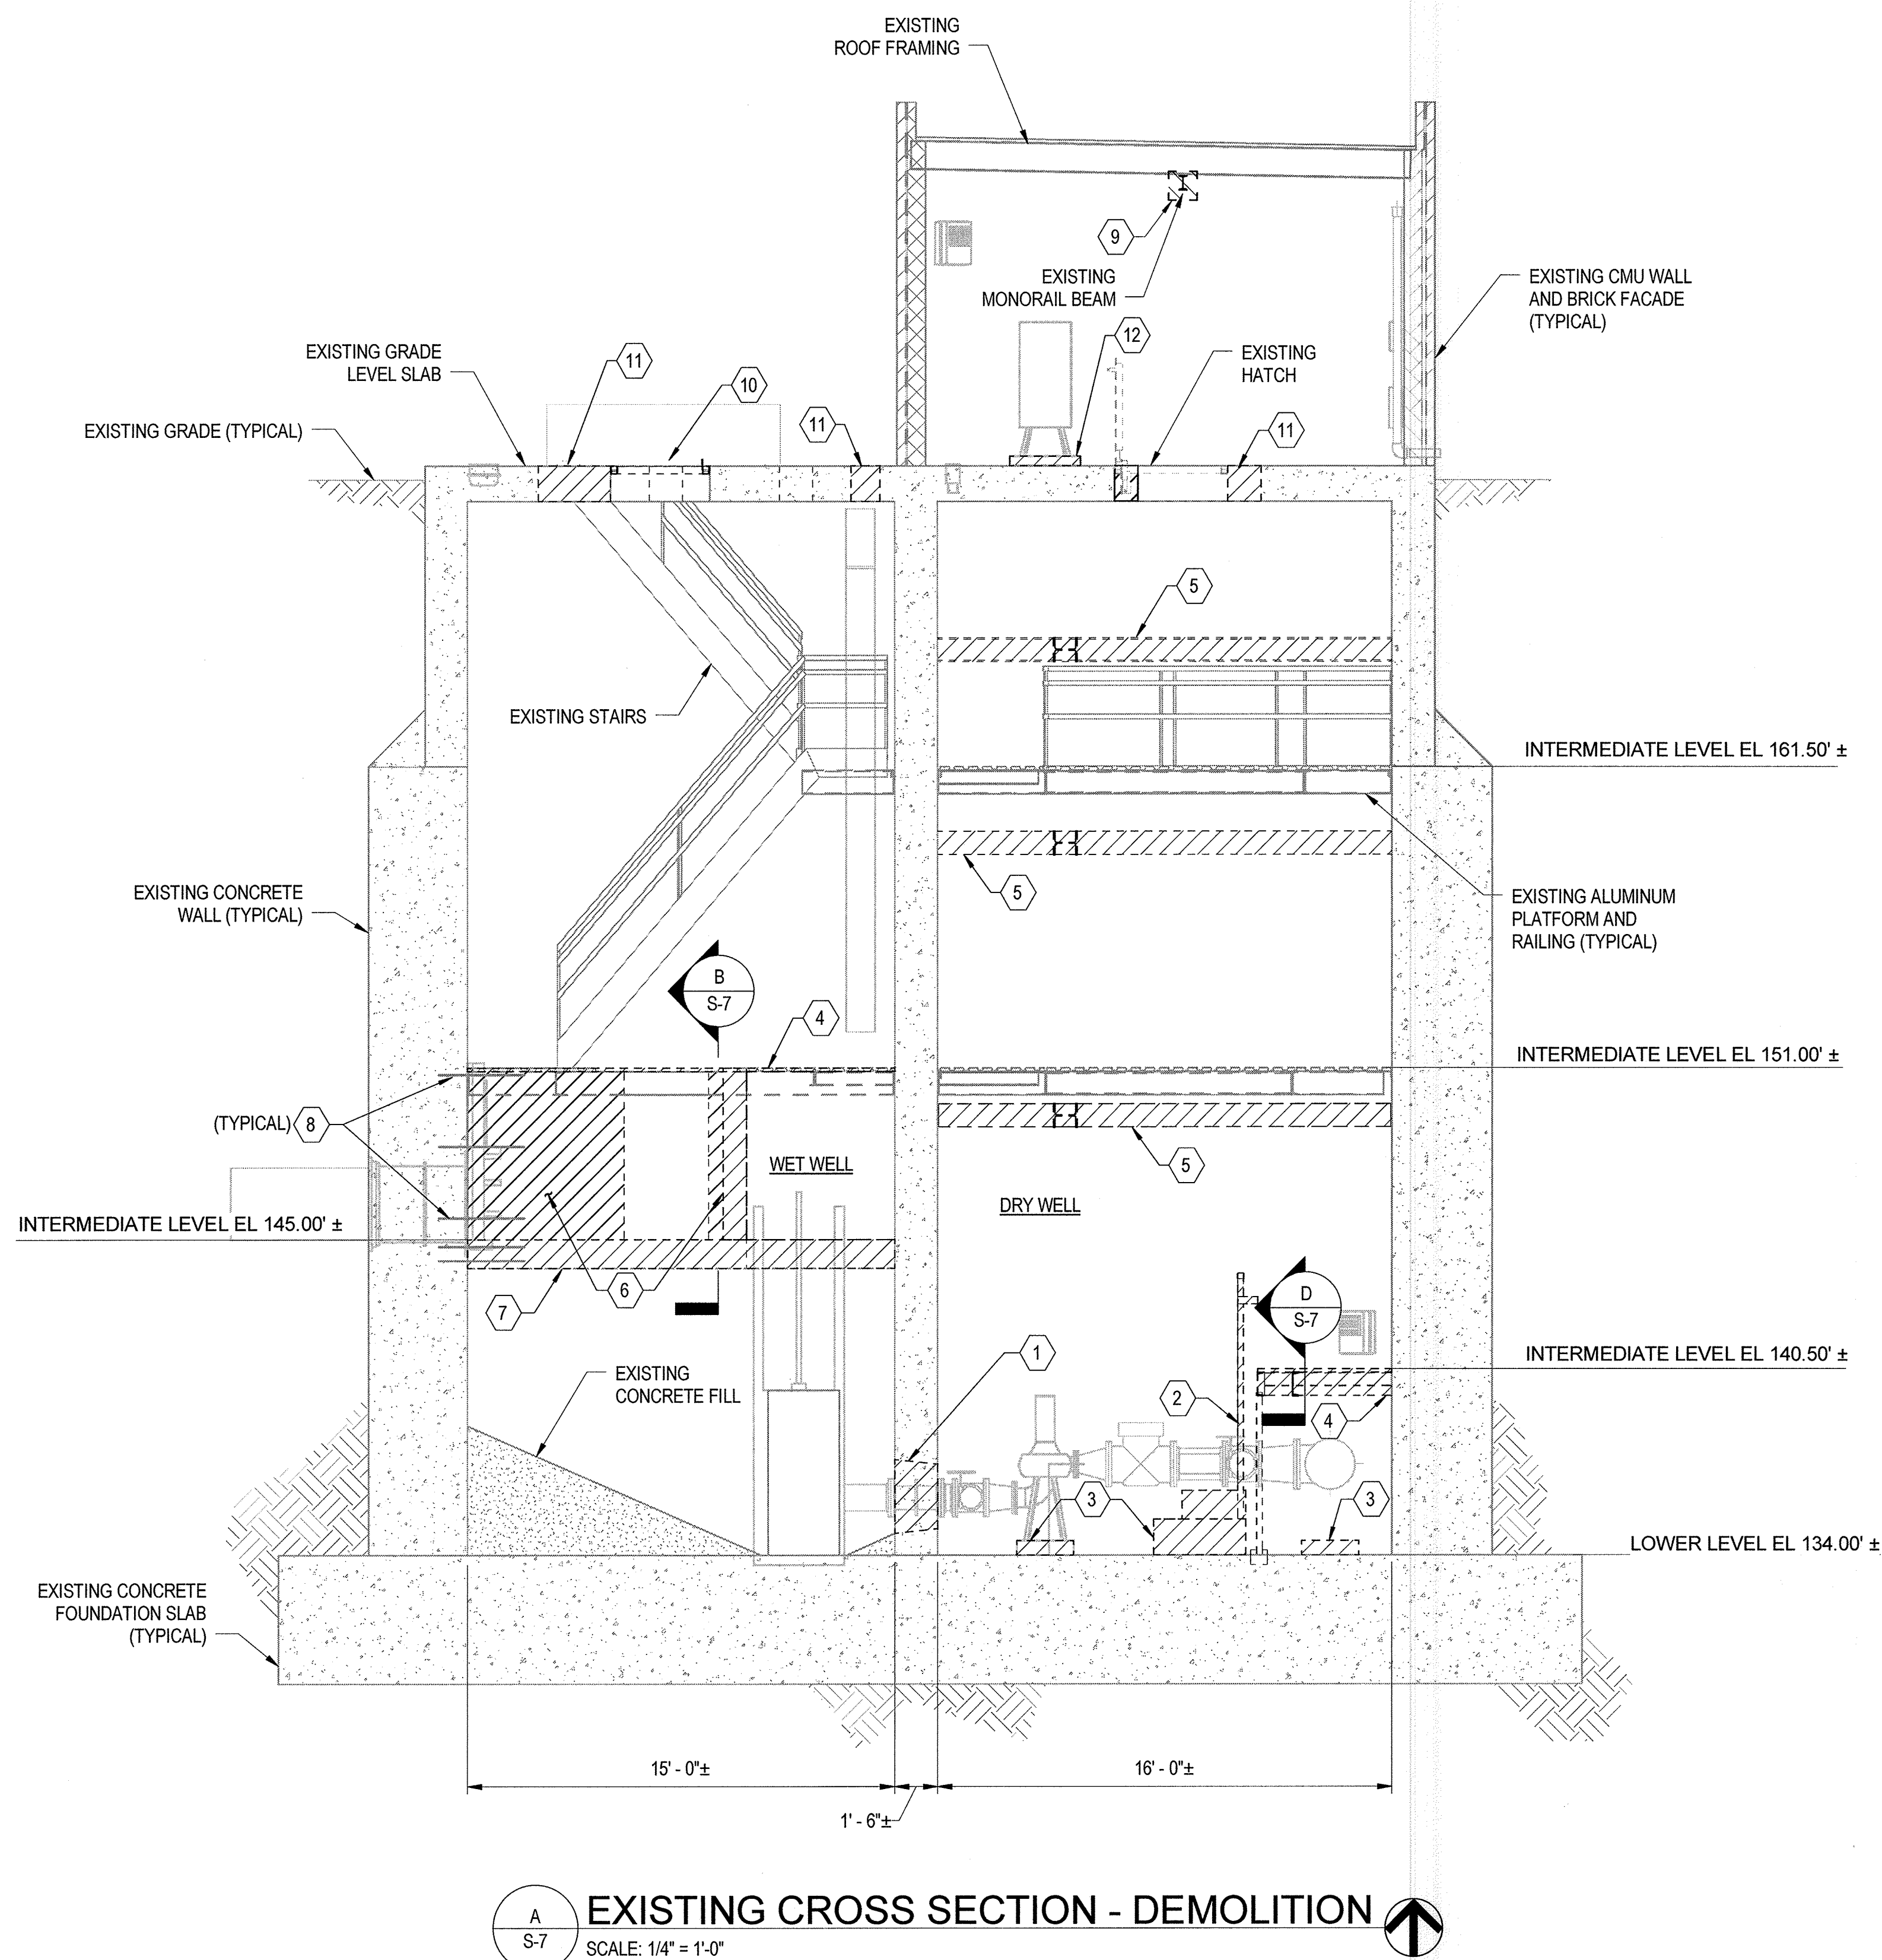 EXISTING
ROOF FRAMING
9
EXISTING
MONORAIL BEAM
EXISTING CMU WALL
AND BRICK FACADE
(TYPICAL)
12
EXISTING
HATCH
EXISTING GRADE
LEVEL SLAB
11
10
11
11
EXISTING GRADE (TYPICAL)
5
EXISTING STAIRS
INTERMEDIATE LEVEL EL 161.50' ±
5
EXISTING CONCRETE
WALL (TYPICAL)
EXISTING ALUMINUM
PLATFORM AND
RAILING (TYPICAL)
B
S-7
4
INTERMEDIATE LEVEL EL 151.00' ±
(TYPICAL) 8
WET WELL
5
DRY WELL
INTERMEDIATE LEVEL EL 145.00' ±
6
7
D
S-7
1
INTERMEDIATE LEVEL EL 140.50' ±
EXISTING
CONCRETE FILL
2
4
3
3
LOWER LEVEL EL 134.00' ±
EXISTING CONCRETE
FOUNDATION SLAB
(TYPICAL)
15' - 0"±
16' - 0"±
1' - 6"±
A
S-7
EXISTING CROSS SECTION - DEMOLITION
SCALE: 1/4" = 1'-0"